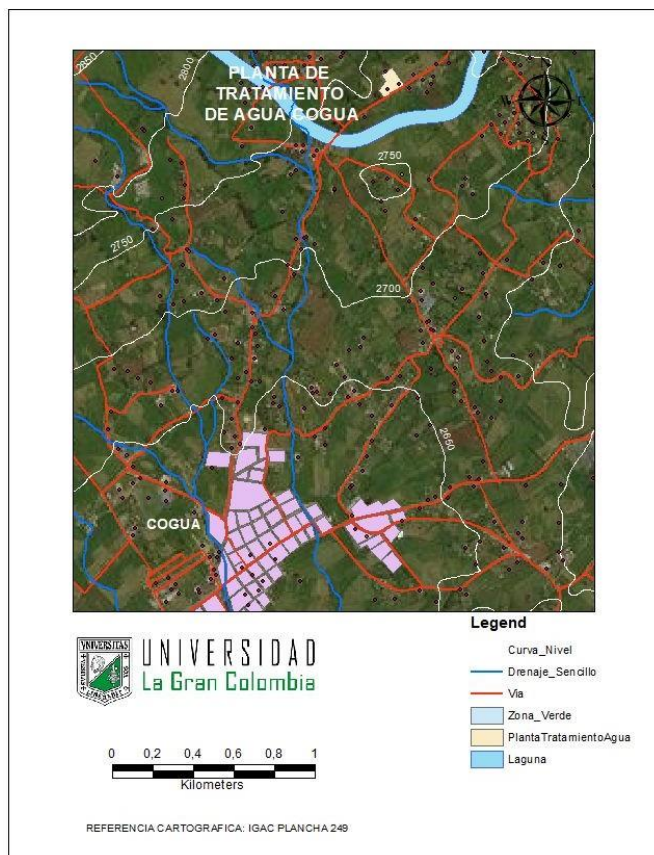 2850
2800
PLANTA DE
TRATAMIENTO
DE AGUA COGUA
2750
2750
2700
2650
COGUA
UNIVERSITAS
UNIVERSIDAD
La Gran Colombia
Legend
Curva_Nivel
Drenaje_Sencillo
Via
Zona_Verde
PlantaTratamientoAgua
Laguna
0 0,2 0,4 0,6 0,8 1
Kilometers
REFERENCIA CARTOGRAFICA: IGAC PLANCHA 249